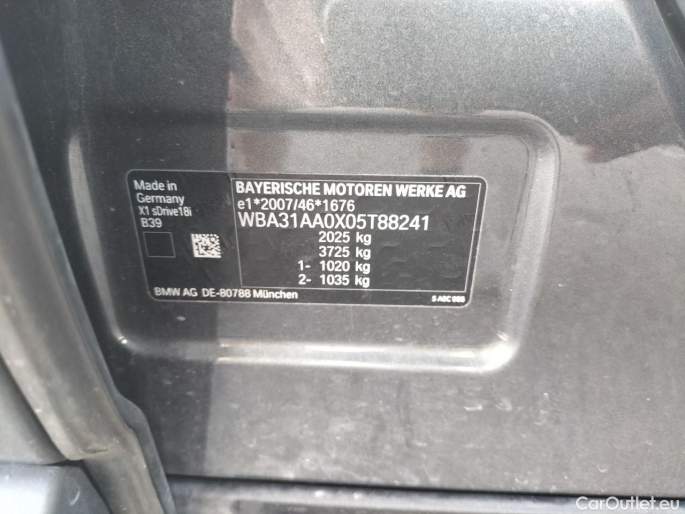 Made in
Germany
X1 sDrive18i
B39
BAYERISCHE MOTOREN WERKE AG
e1*2007/46*1676
WBA31AA0X05T88241
2025 kg
3725 kg
1- 1020 kg
2- 1035 kg
BMW AG DE-80788 München
CarOutlet.eu